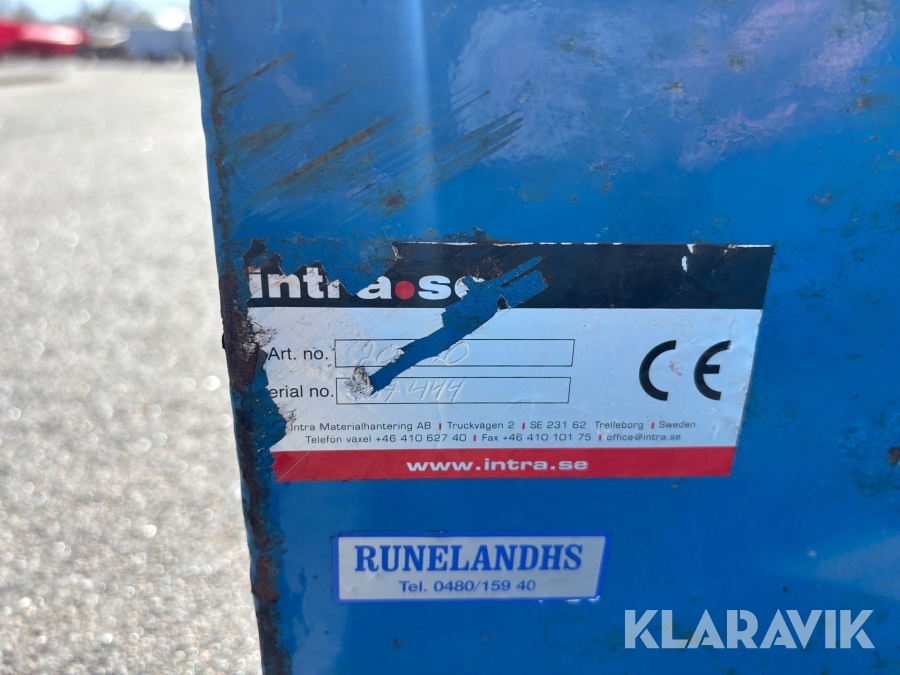 intra.se
Art. no.
erial no. 444
Intra Materialhantering AB | Truckvägen 2 | SE 231 62 Trelleborg | Sweden
Telefon växel +46 410 627 40 | Fax +46 410 101 75 | office@intra.se
CE
www.intra.se
RUNELANDHS
Tel. 0480/159 40
KLARAVIK